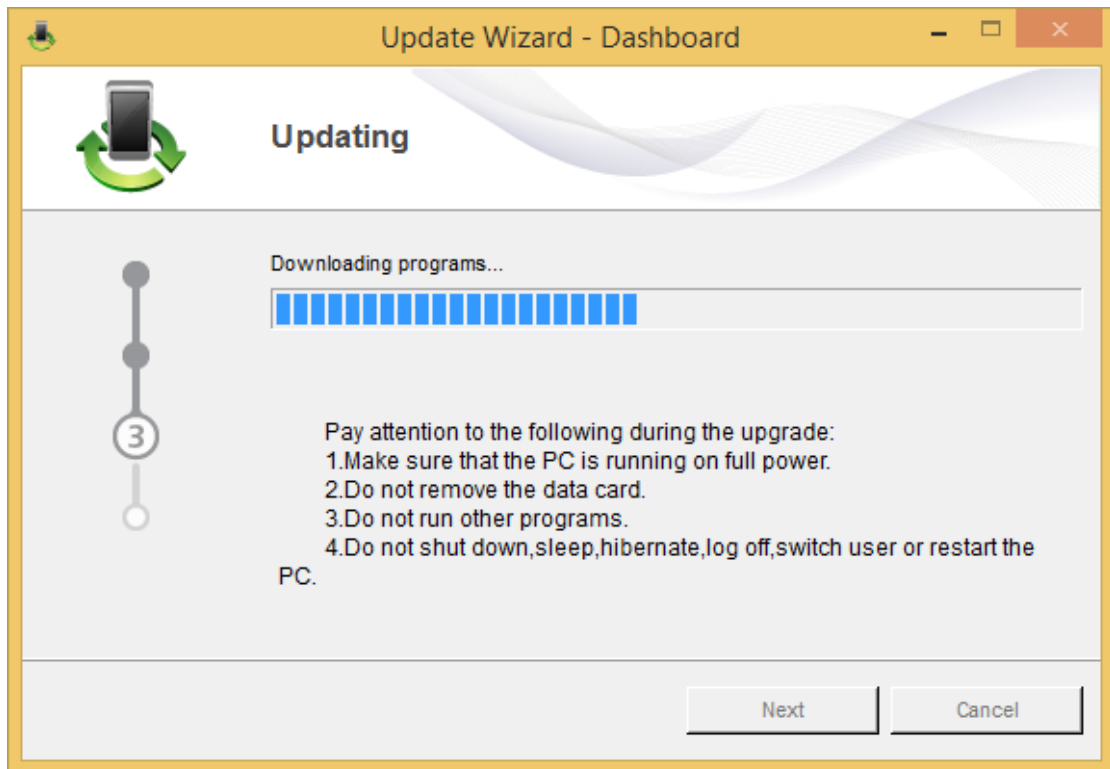 Update Wizard - Dashboard
Updating
Downloading programs...
3
Pay attention to the following during the upgrade:
1.Make sure that the PC is running on full power.
2.Do not remove the data card.
3.Do not run other programs.
4.Do not shut down,sleep,hibernate,log off,switch user or restart the
PC.
Next
Cancel